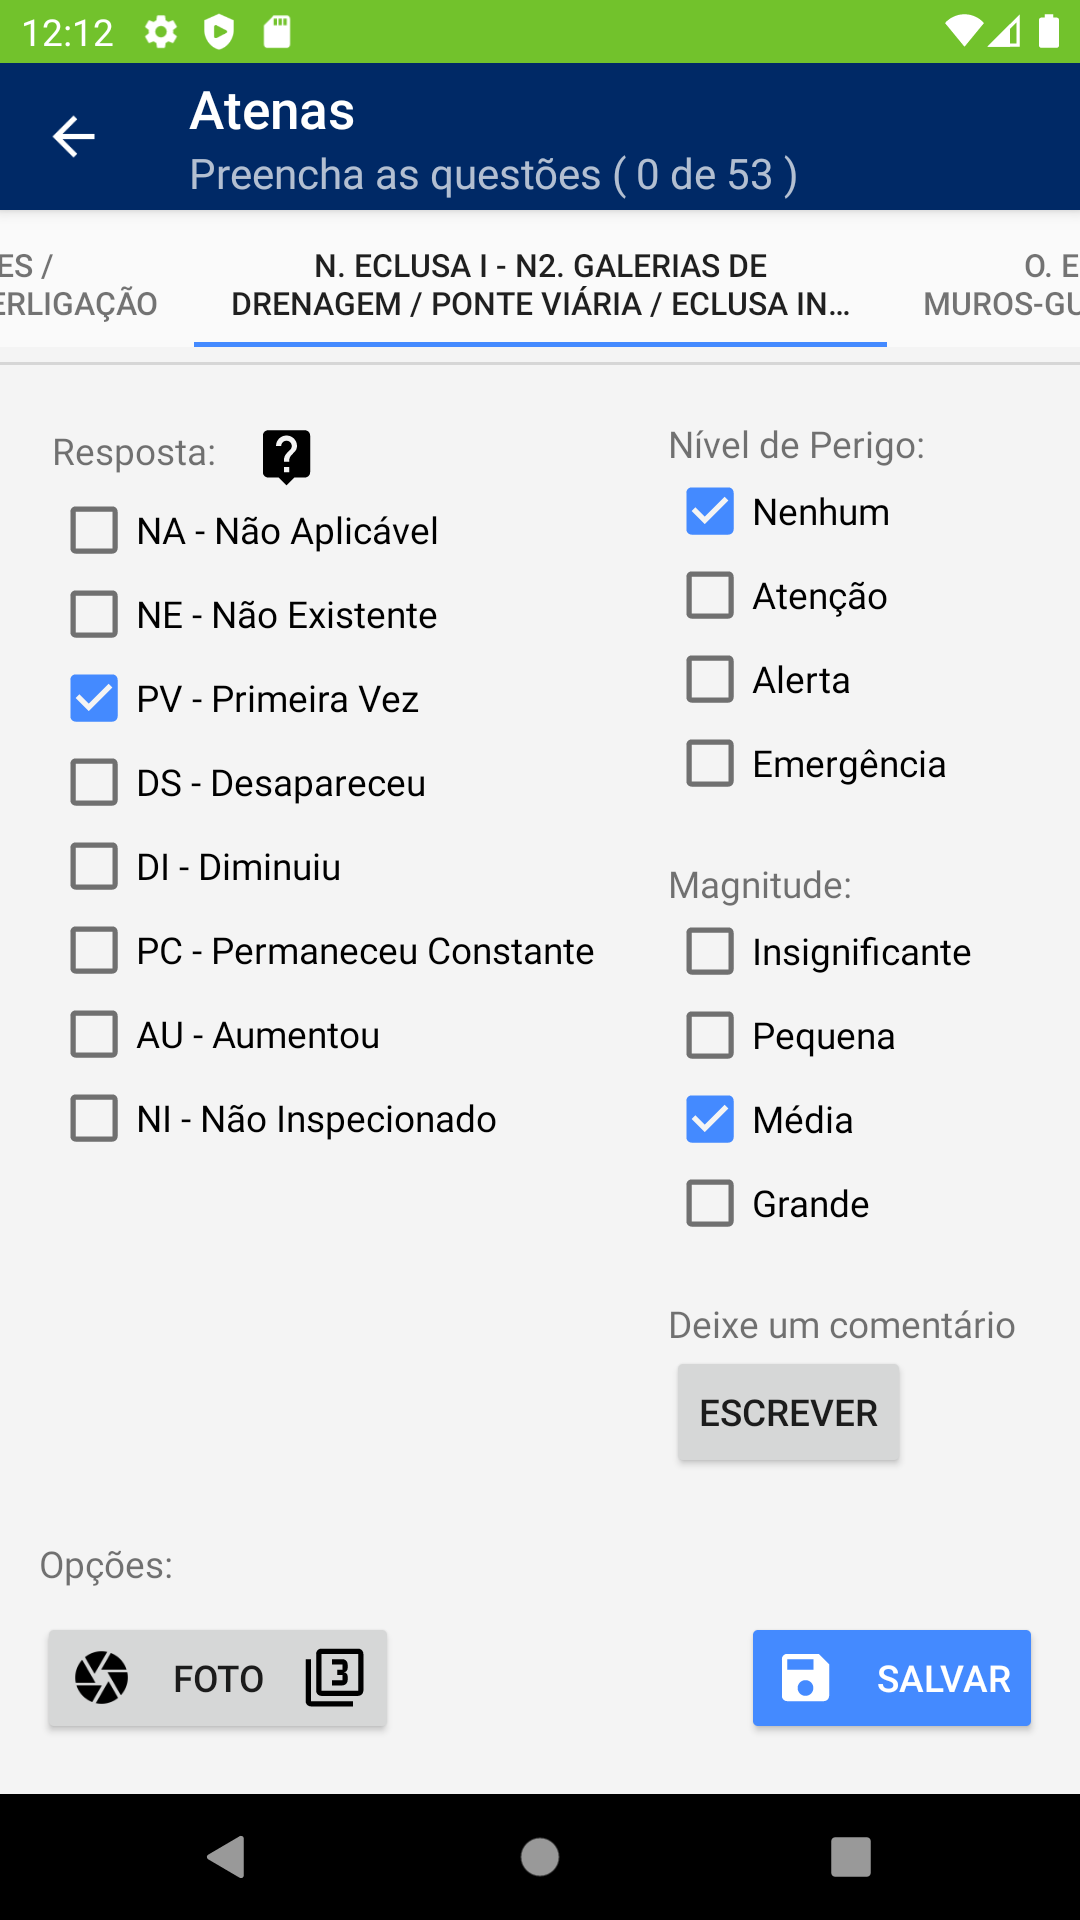 12:12
Atenas
Preencha as questões ( 0 de 53 )
ES /
ERLIGAÇÃO
N. ECLUSA I - N2. GALERIAS DE
DRENAGEM / PONTE VIÁRIA / ECLUSA IN...
O. E
MUROS-GU
Resposta:
?
NA - Não Aplicável
NE - Não Existente
PV - Primeira Vez
DS - Desapareceu
DI - Diminuiu
PC - Permaneceu Constante
AU - Aumentou
NI - Não Inspecionado
Nível de Perigo:
Nenhum
Atenção
Alerta
Emergência
Magnitude:
Insignificante
Pequena
Média
Grande
Deixe um comentário
ESCREVER
Opções:
FOTO 3
SALVAR